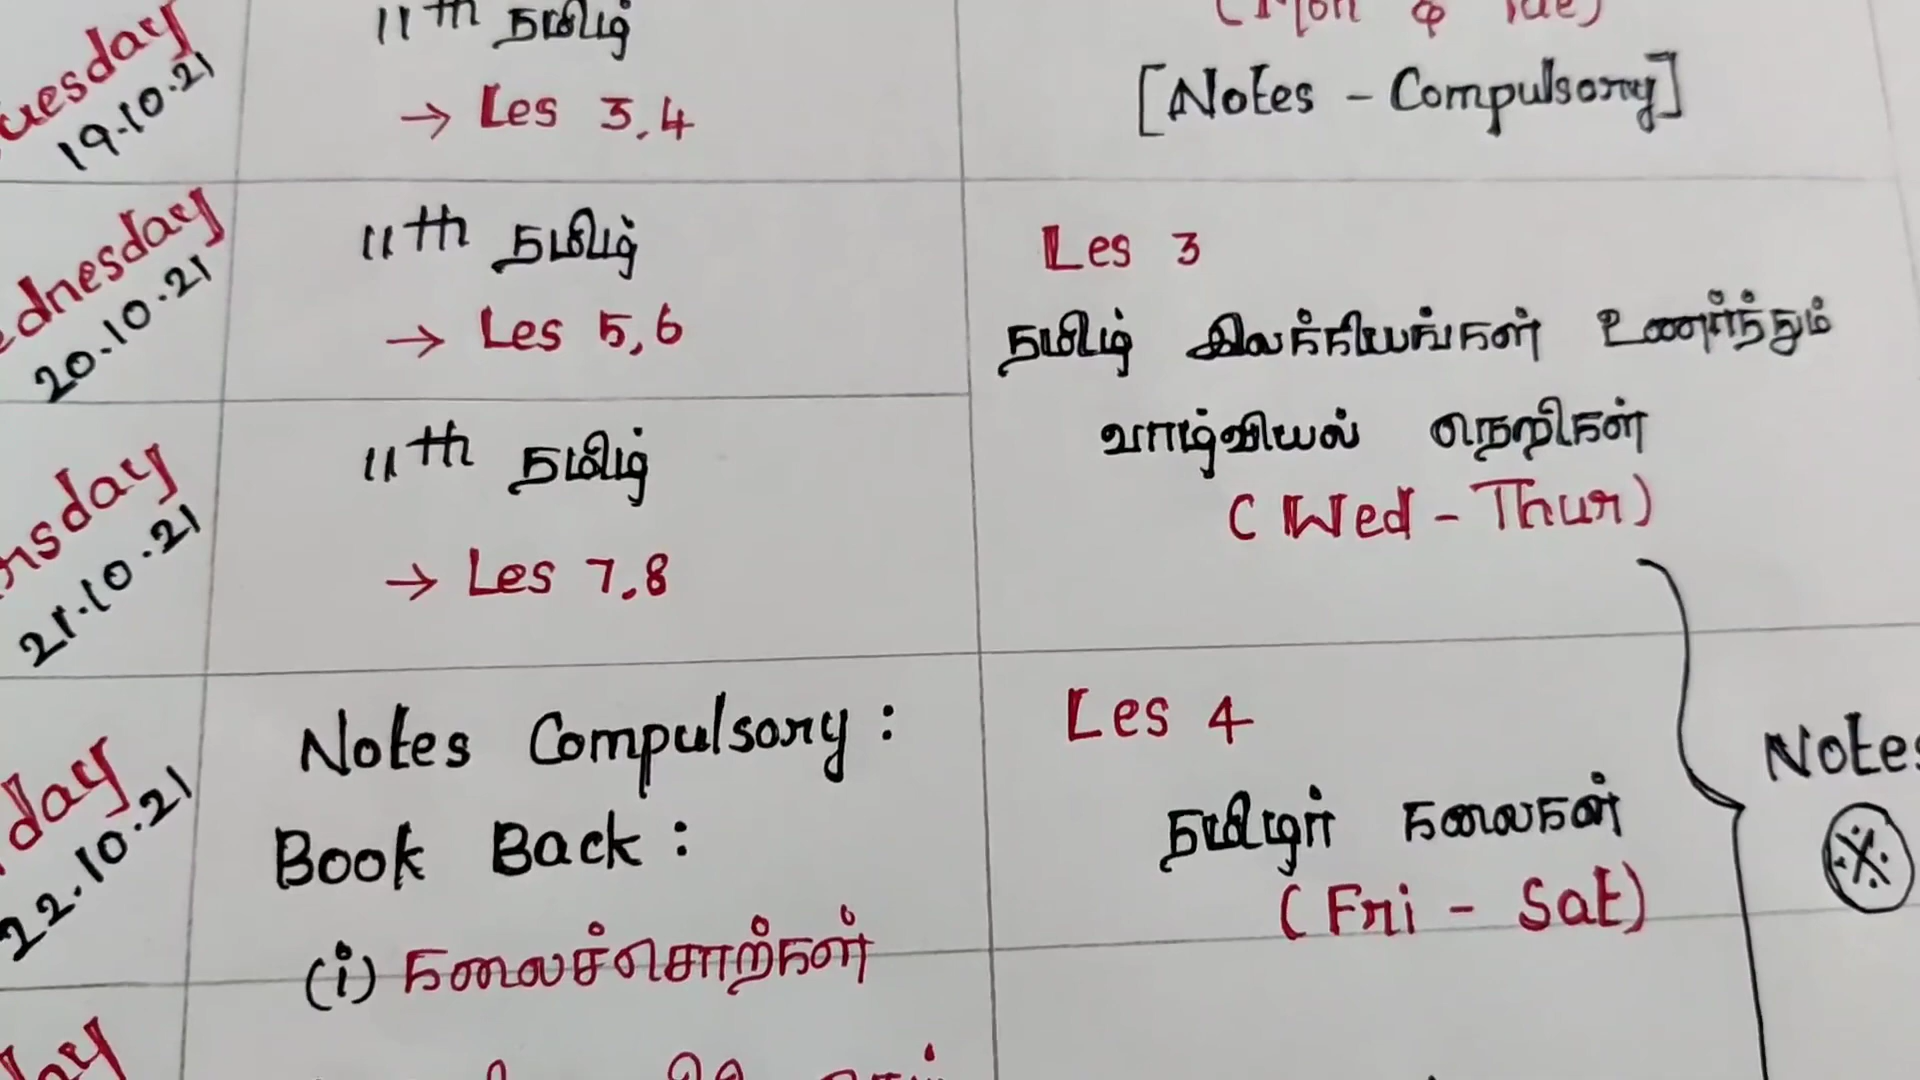 Tuesday
19.10.21
11th தமிழ்
→ Les 3,4
(Mon & Tue)
[Notes - Compulsory]
Wednesday
20.10.21
11th தமிழ்
→ Les 5,6
Les 3
தமிழ் இலக்கியங்கள் உணர்த்தும்
வாழ்வியல் நெறிகள்
(Wed - Thur)
Thursday
21.10.21
11th தமிழ்
→ Les 7,8
day
22.10.21
Notes Compulsory :
Book Back :
(i) கலைச்சொற்கள்
Les 4
தமிழர் கலைகள்
(Fri - Sat)
Notes
※